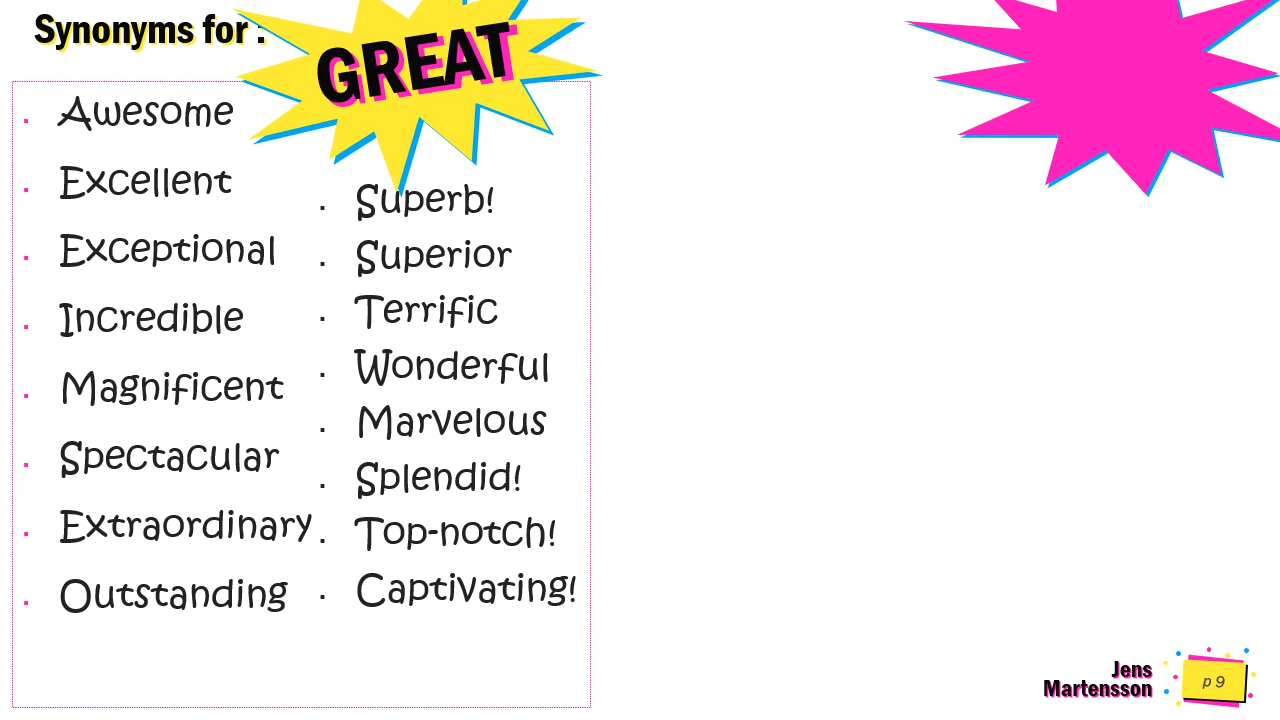 Synonyms for :
GREAT
Awesome
Excellent
Exceptional
Incredible
Magnificent
Spectacular
Extraordinary
Outstanding
Superb!
Superior
Terrific
Wonderful
Marvelous
Splendid!
Top-notch!
Captivating!
Jens
Martensson
p 9